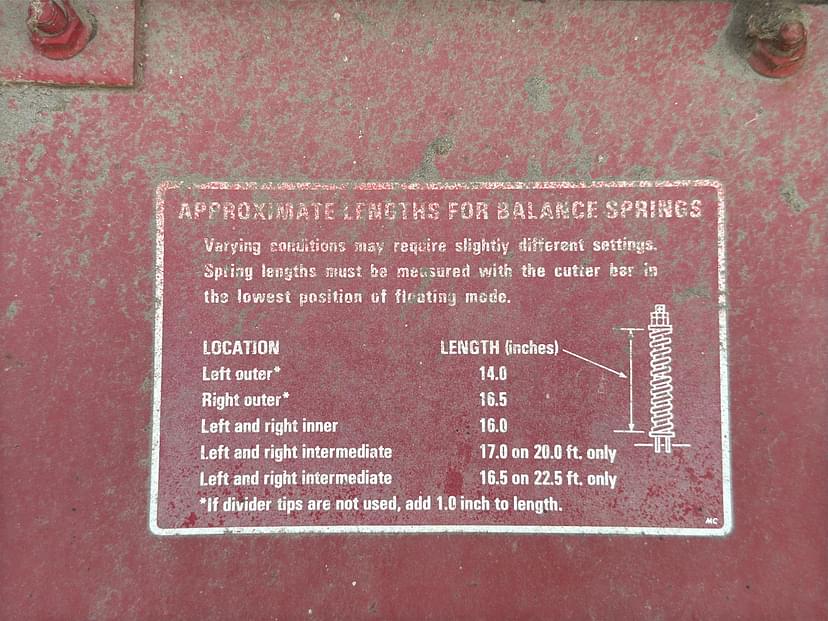 APPROXIMATE LENGTHS FOR BALANCE SPRINGS
Varying conditions may require slightly different settings.
Spring lengths must be measured with the cutter bar in
the lowest position of floating mode.
LOCATION LENGTH (inches)
Left outer* 14.0
Right outer* 16.5
Left and right inner 16.0
Left and right intermediate 17.0 on 20.0 ft. only
Left and right intermediate 16.5 on 22.5 ft. only
*If divider tips are not used, add 1.0 inch to length.
MC